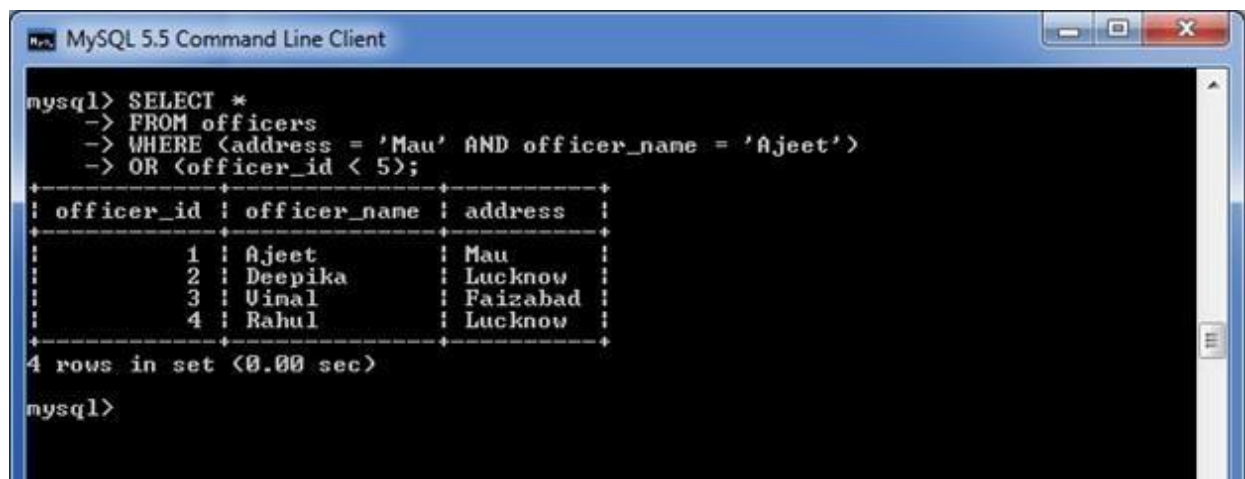 MySQL 5.5 Command Line Client
mysql> SELECT *
    -> FROM officers
    -> WHERE (address = 'Mau' AND officer_name = 'Ajeet')
    -> OR (officer_id < 5);
+------------+--------------+----------+
| officer_id | officer_name | address  |
+------------+--------------+----------+
|          1 | Ajeet        | Mau      |
|          2 | Deepika      | Lucknow  |
|          3 | Vimal        | Faizabad |
|          4 | Rahul        | Lucknow  |
+------------+--------------+----------+
4 rows in set (0.00 sec)
mysql>